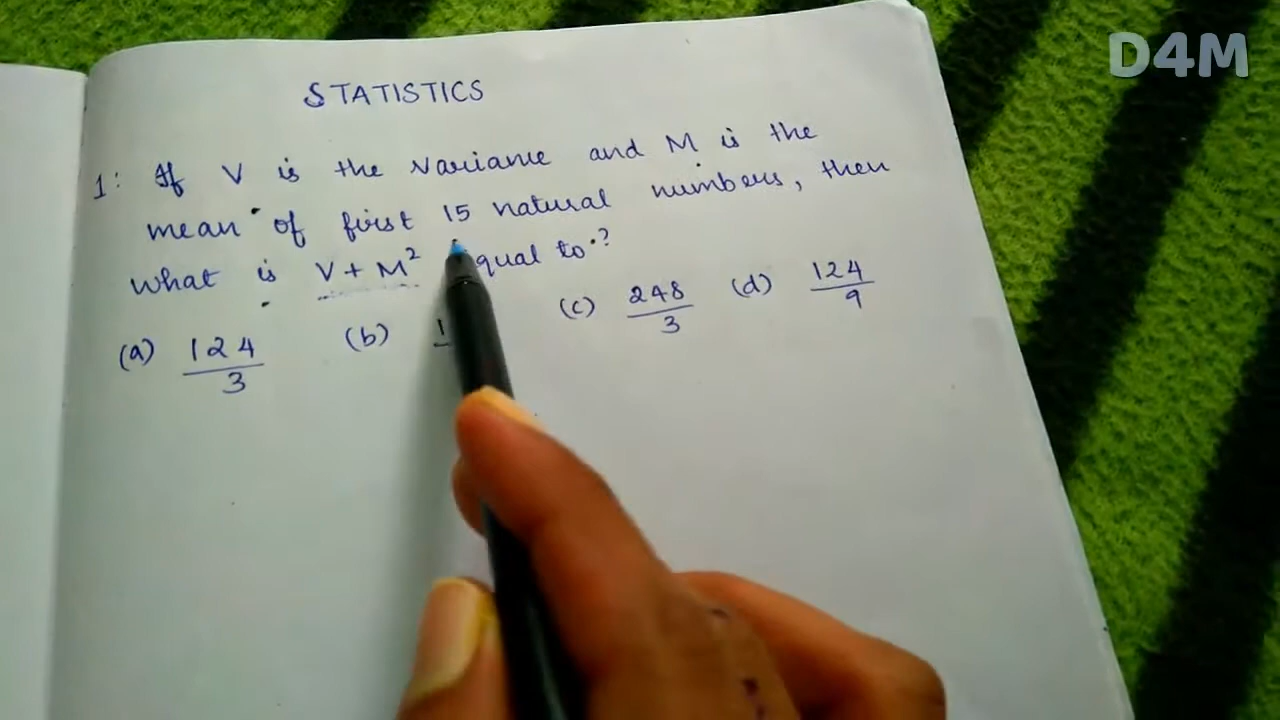 D4M
STATISTICS
1: If V is the variance and M is the
mean of first 15 natural numbers, then
what is V + M² equal to ?
(a) 124/3 (b) (c) 248/3 (d) 124/9